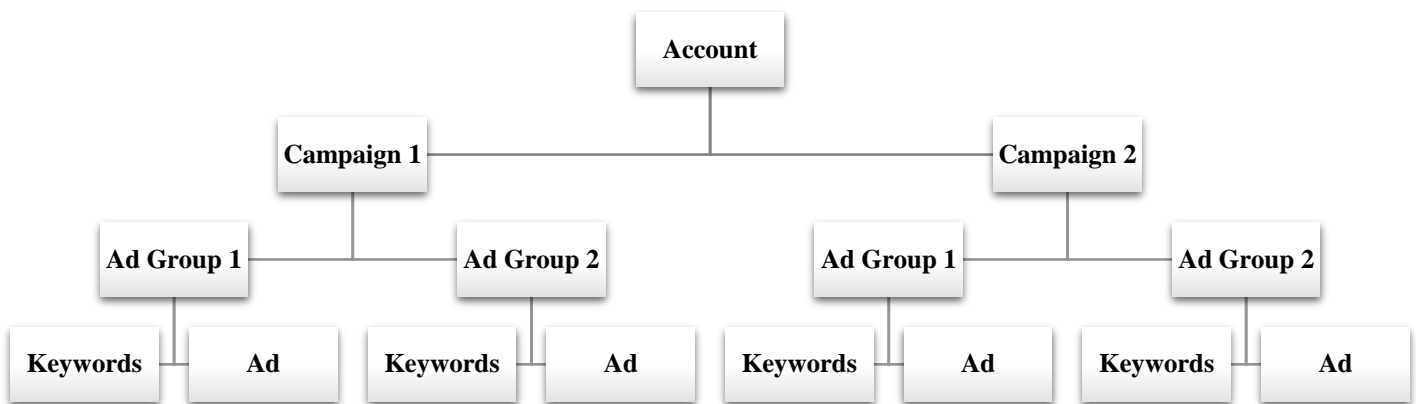 Account
Campaign 1
Campaign 2
Ad Group 1
Ad Group 2
Ad Group 1
Ad Group 2
Keywords
Ad
Keywords
Ad
Keywords
Ad
Keywords
Ad